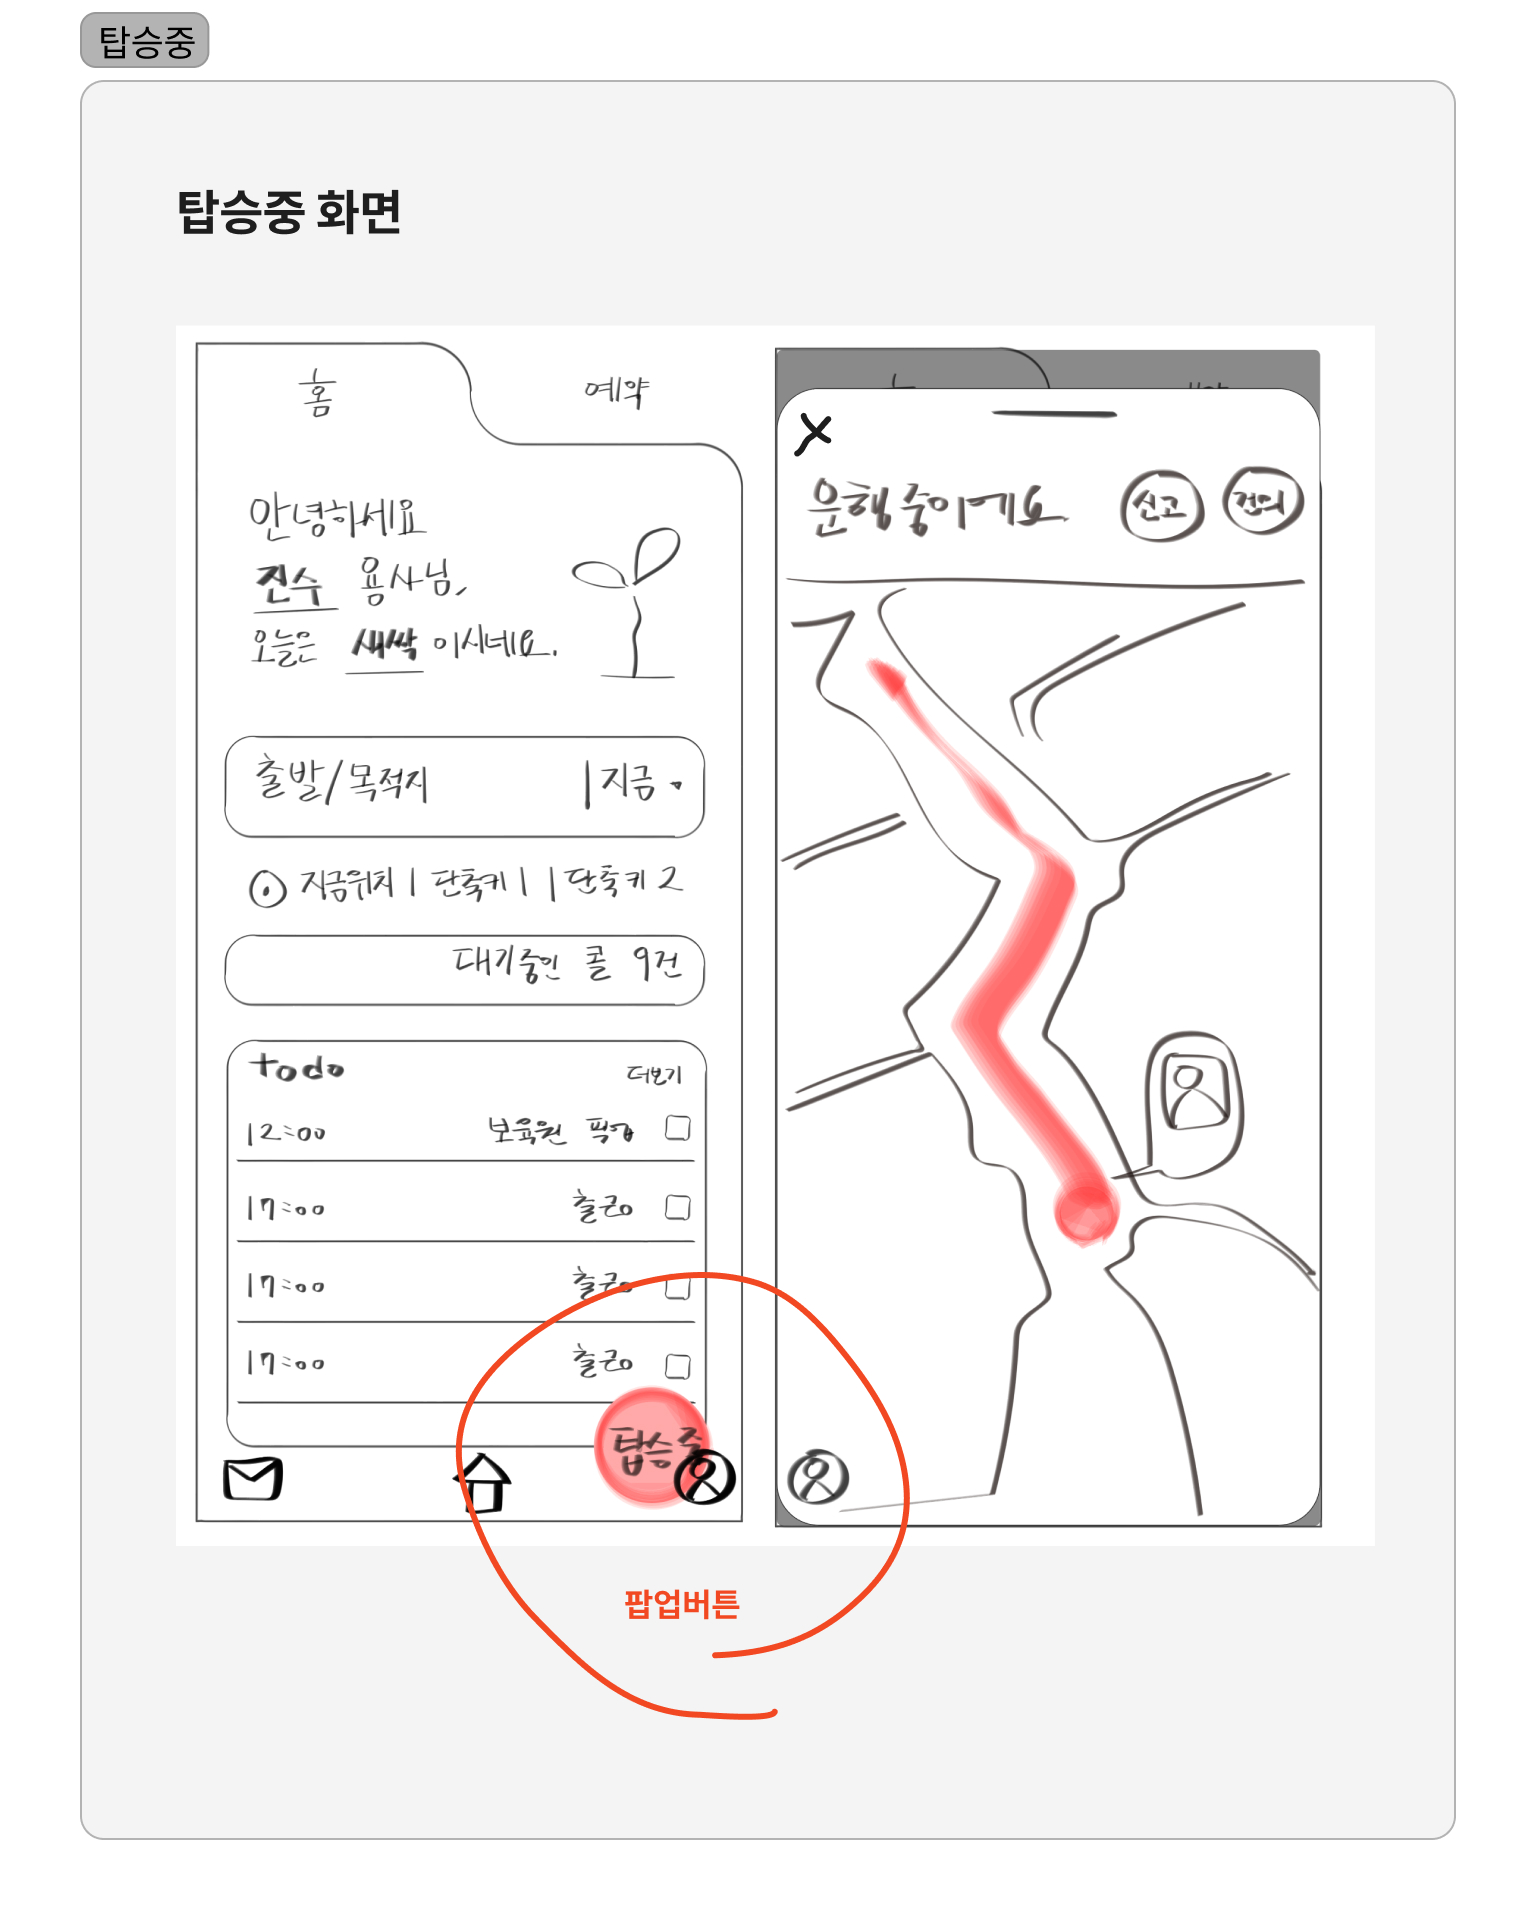 탑승중
탑승중 화면
홈
예약
안녕하세요
진수 용사님,
오늘은 새싹 이시네요.
출발/목적지 | 지금
지금위치 | 단축키 1 | 단축키 2
대기중인 콜 9건
todo 더보기
12:00 보육원 픽업
17:00 출근
17:00 출근
17:00 출근
탑승중
X
운행중이에요 신고 건의
팝업버튼